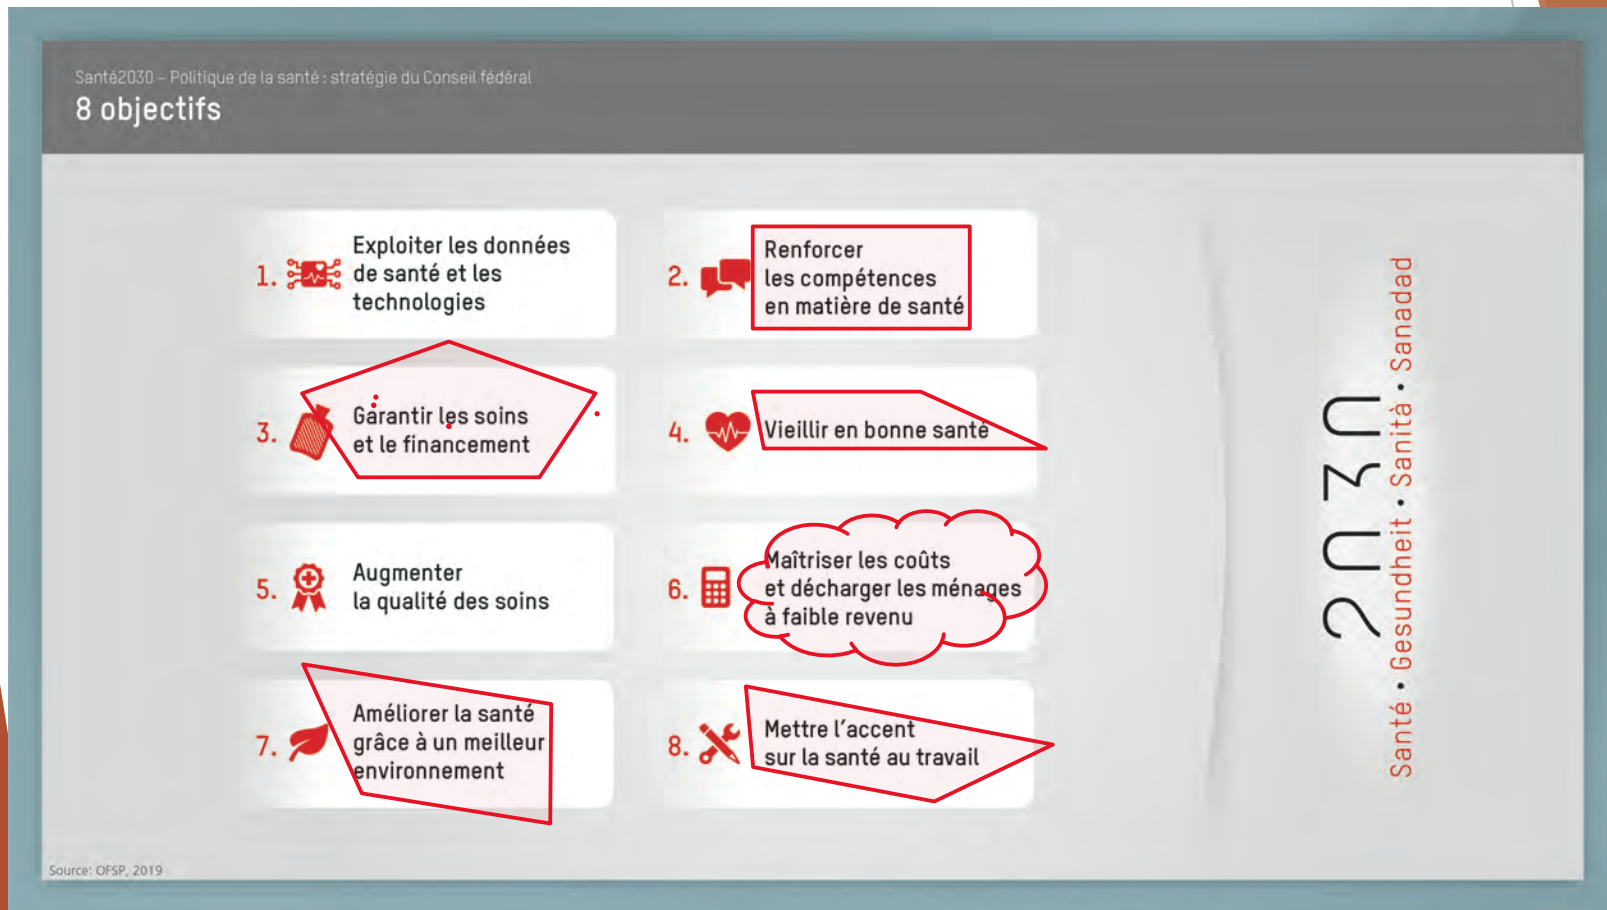 Santé2030 – Politique de la santé : stratégie du Conseil fédéral
8 objectifs
1. Exploiter les données
de santé et les
technologies
2. Renforcer
les compétences
en matière de santé
3. Garantir les soins
et le financement
4. Vieillir en bonne santé
5. Augmenter
la qualité des soins
6. Maîtriser les coûts
et décharger les ménages
à faible revenu
7. Améliorer la santé
grâce à un meilleur
environnement
8. Mettre l'accent
sur la santé au travail
2030
Santé • Gesundheit • Sanità • Sanadad
Source: OFSP, 2019